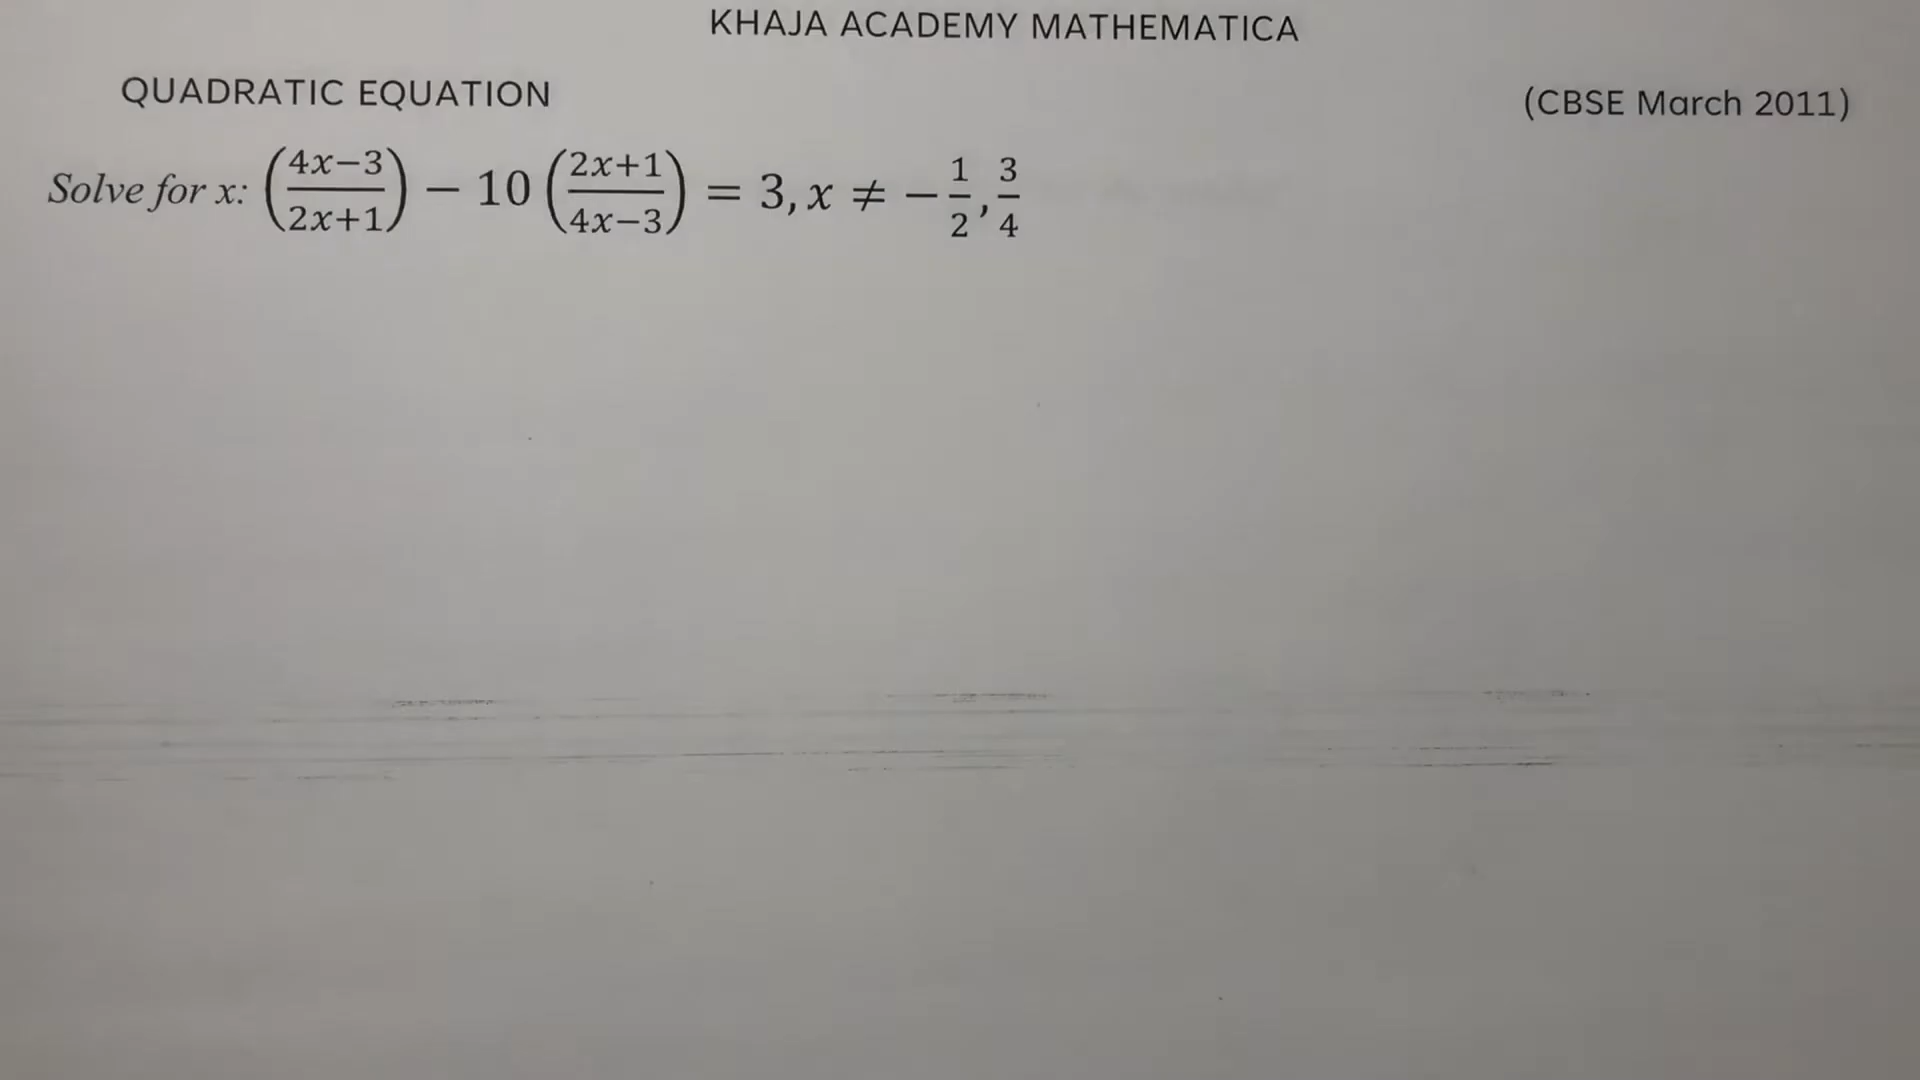 KHAJA ACADEMY MATHEMATICA
QUADRATIC EQUATION (CBSE March 2011)
Solve for x: ((4x−3)/(2x+1)) − 10 ((2x+1)/(4x−3)) = 3, x ≠ −1/2, 3/4